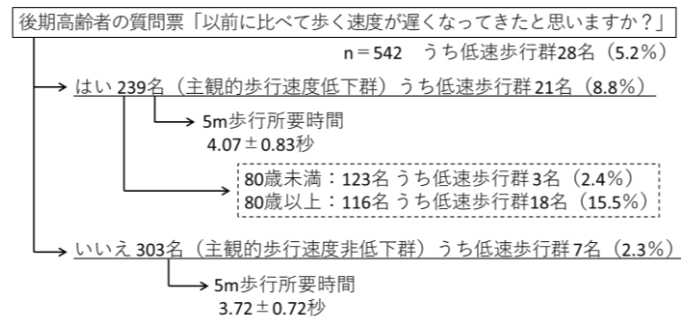 後期高齢者の質問票「以前に比べて歩く速度が遅くなってきたと思いますか？」
n＝542　うち低速歩行群28名（5.2％）
はい 239名（主観的歩行速度低下群）うち低速歩行群 21名（8.8％）
5m歩行所要時間
4.07±0.83秒
80歳未満：123名 うち低速歩行群 3名（2.4％）
80歳以上：116名 うち低速歩行群18名（15.5％）
いいえ 303名（主観的歩行速度非低下群）うち低速歩行群 7名（2.3％）
5m歩行所要時間
3.72±0.72秒